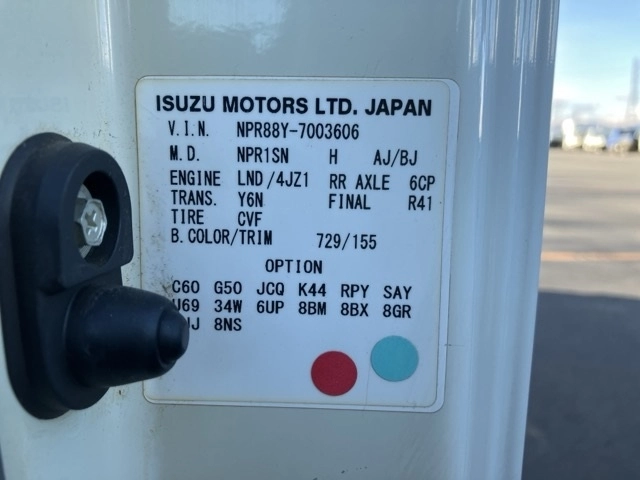 ISUZU MOTORS LTD. JAPAN
V.I.N. NPR88Y-7003606
M.D. NPR1SN H AJ/BJ
ENGINE LND/4JZ1 RR AXLE 6CP
TRANS. Y6N FINAL R41
TIRE CVF
B.COLOR/TRIM 729/155
OPTION
C60 G50 JCQ K44 RPY SAY
34W 6UP 8BM 8BX 8GR
8NS